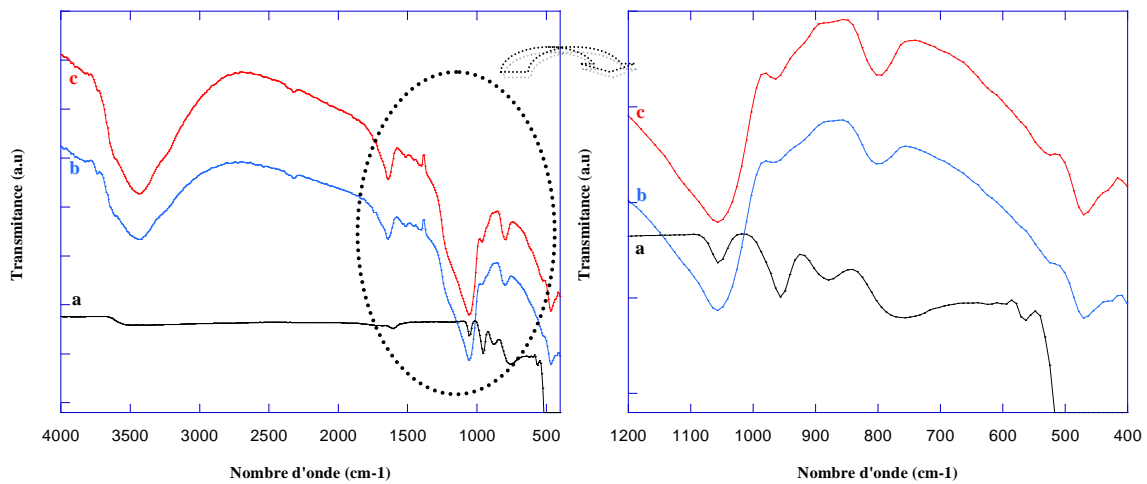 Transmitance (a.u)
c
b
a
4000 3500 3000 2500 2000 1500 1000 500
Nombre d'onde (cm-1)
Transmitance (a.u)
c
b
a
1200 1100 1000 900 800 700 600 500 400
Nombre d'onde (cm-1)